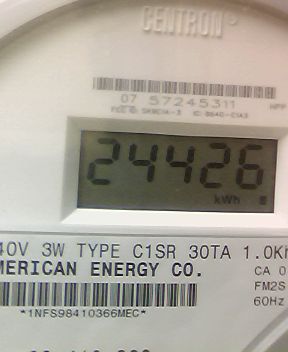 CENTRON®
07 57245311
24426
kWh
40V 3W TYPE C1SR 30TA 1.0Kh
MERICAN ENERGY CO.
CA 0
FM2S
60Hz
*1NFS98410366MEC*